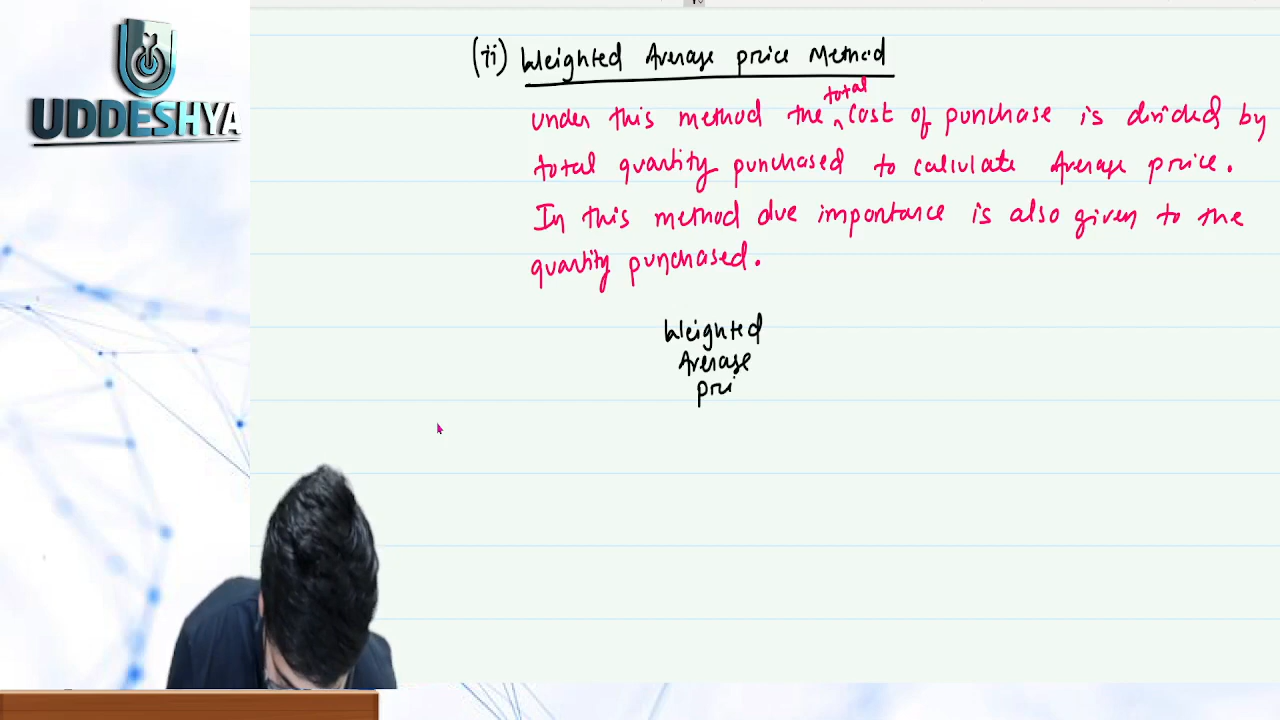 UDDESHYA
(ii) Weighted Average price Method
under this method the total cost of purchase is divided by
total quantity purchased to calculate Average price.
In this method due importance is also given to the
quantity purchased.
Weighted
Average
pri